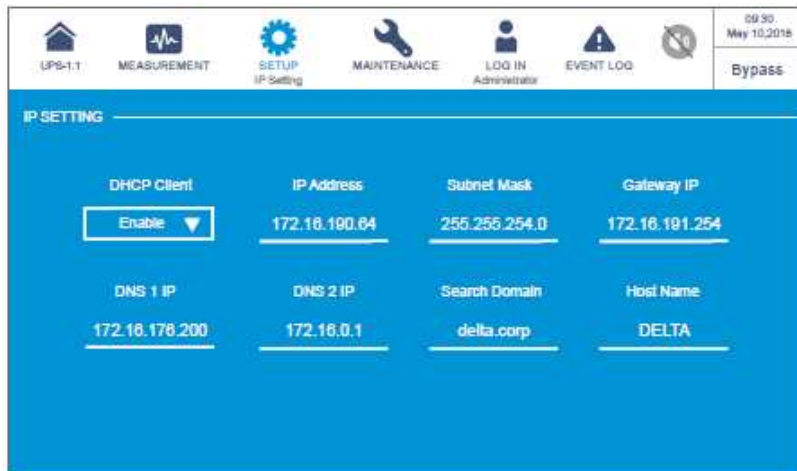 09:30
May 10,2018
UPS-1.1 MEASUREMENT SETUP MAINTENANCE LOG IN EVENT LOG Bypass
IP Setting Administrator
IP SETTING
DHCP Client IP Address Subnet Mask Gateway IP
Enable 172.16.190.64 255.255.254.0 172.16.191.254
DNS 1 IP DNS 2 IP Search Domain Host Name
172.16.176.200 172.16.0.1 delta.corp DELTA